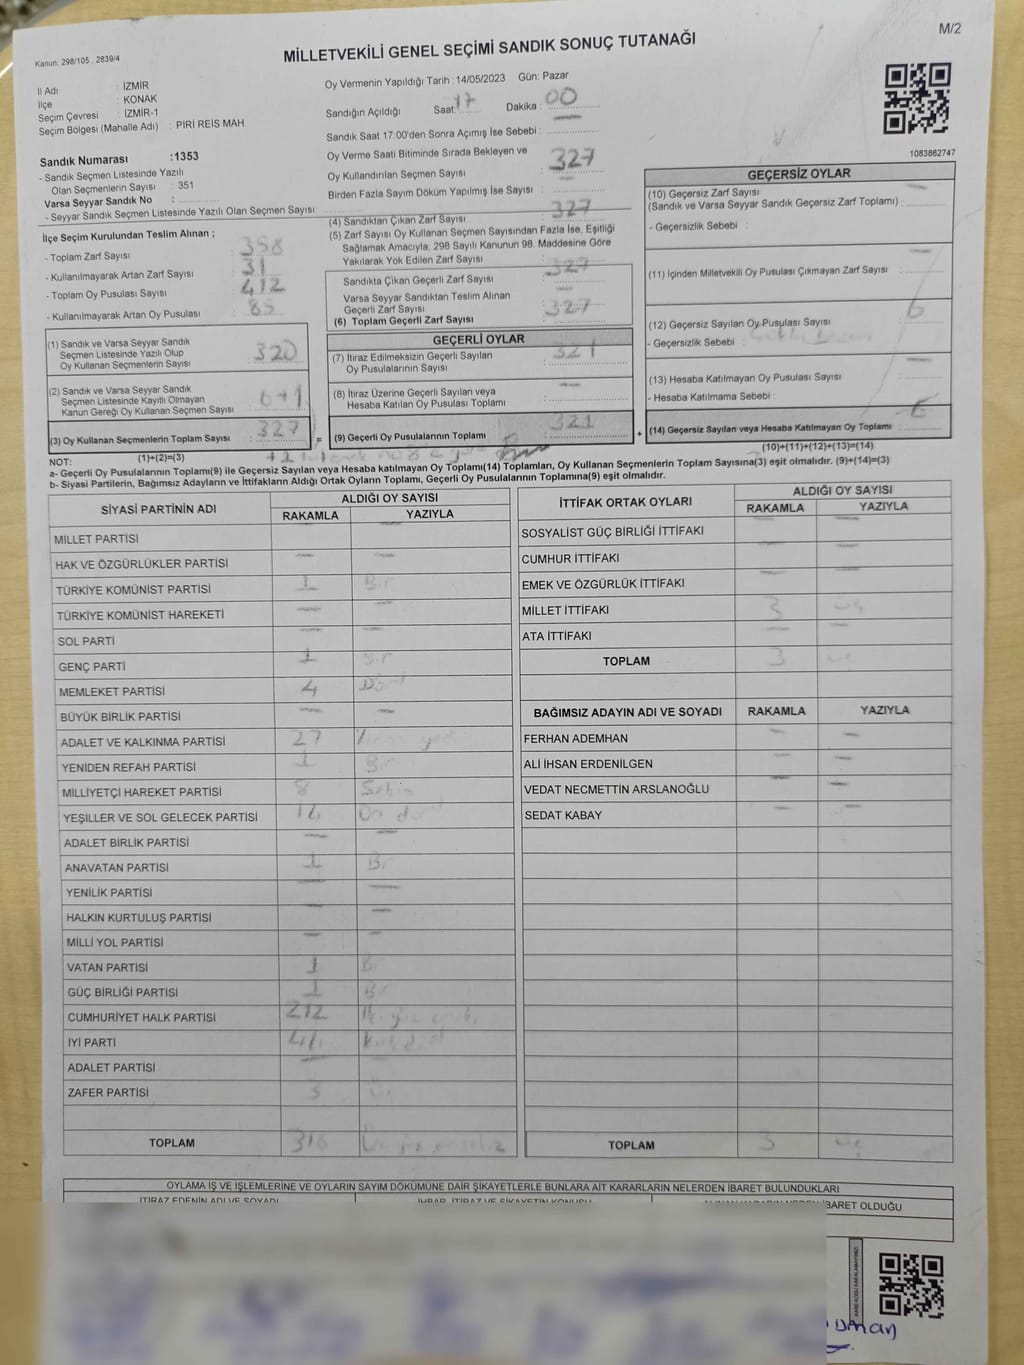 M/2
MİLLETVEKİLİ GENEL SEÇİMİ SANDIK SONUÇ TUTANAĞI
Kanun: 298/105 , 2839/4
İl Adı : İZMİR
İlçe : KONAK
Seçim Çevresi : İZMİR-1
Seçim Bölgesi (Mahalle Adı) : PİRİ REİS MAH.
Sandık Numarası :1353
- Sandık Seçmen Listesinde Yazılı
Olan Seçmenlerin Sayısı : 351
Varsa Seyyar Sandık No :
- Seyyar Sandık Seçmen Listesinde Yazılı Olan Seçmen Sayısı :
İlçe Seçim Kurulundan Teslim Alınan ;
- Toplam Zarf Sayısı : 358
- Kullanılmayarak Artan Zarf Sayısı : 31
- Toplam Oy Pusulası Sayısı : 412
- Kullanılmayarak Artan Oy Pusulası : 85
(1) Sandık ve Varsa Seyyar Sandık
Seçmen Listesinde Yazılı Olup
Oy Kullanan Seçmenlerin Sayısı : 320
(2) Sandık ve Varsa Seyyar Sandık
Seçmen Listesinde Kayıtlı Olmayan
Kanun Gereği Oy Kullanan Seçmen Sayısı : 6+1
(3) Oy Kullanan Seçmenlerin Toplam Sayısı : 327
(1)+(2)=(3)
Oy Vermenin Yapıldığı Tarih :14/05/2023 Gün: Pazar
Sandığın Açıldığı Saat : 17 Dakika : 00
Sandık Saat 17:00'den Sonra Açımış İse Sebebi : —
Oy Verme Saati Bitiminde Sırada Bekleyen ve
Oy Kullandırılan Seçmen Sayısı : 327
Birden Fazla Sayım Döküm Yapılmış İse Sayısı : —
(4) Sandıktan Çıkan Zarf Sayısı : 327
(5) Zarf Sayısı Oy Kullanan Seçmen Sayısından Fazla İse, Eşitliği
Sağlamak Amacıyla, 298 Sayılı Kanunun 98. Maddesine Göre
Yakılarak Yok Edilen Zarf Sayısı : —
Sandıkta Çıkan Geçerli Zarf Sayısı : 327
Varsa Seyyar Sandıktan Teslim Alınan
Geçerli Zarf Sayısı : —
(6) Toplam Geçerli Zarf Sayısı : 327
GEÇERLİ OYLAR
(7) İtiraz Edilmeksizin Geçerli Sayılan
Oy Pusulalarının Sayısı : 321
(8) İtiraz Üzerine Geçerli Sayılan veya
Hesaba Katılan Oy Pusulası Toplamı : —
= (9) Geçerli Oy Pusulalarının Toplamı : 321
1083862747
GEÇERSİZ OYLAR
(10) Geçersiz Zarf Sayısı
(Sandık ve Varsa Seyyar Sandık Geçersiz Zarf Toplamı) : —
- Geçersizlik Sebebi :
(11) İçinden Milletvekili Oy Pusulası Çıkmayan Zarf Sayısı : —
(12) Geçersiz Sayılan Oy Pusulası Sayısı : 6
- Geçersizlik Sebebi :
(13) Hesaba Katılmayan Oy Pusulası Sayısı : —
- Hesaba Katılmama Sebebi :
+ (14) Geçersiz Sayılan veya Hesaba Katılmayan Oy Toplamı : 6
(10)+(11)+(12)+(13)=(14)
NOT:
a- Geçerli Oy Pusulalarının Toplamı(9) ile Geçersiz Sayılan veya Hesaba katılmayan Oy Toplamı(14) Toplamları, Oy Kullanan Seçmenlerin Toplam Sayısına(3) eşit olmalıdır. (9)+(14)=(3)
b- Siyasi Partilerin, Bağımsız Adayların ve İttifakların Aldığı Ortak Oyların Toplamı, Geçerli Oy Pusulalarının Toplamına(9) eşit olmalıdır.
SİYASİ PARTİNİN ADI ALDIĞI OY SAYISI
RAKAMLA YAZIYLA
MİLLET PARTİSİ — —
HAK VE ÖZGÜRLÜKLER PARTİSİ — —
TÜRKİYE KOMÜNİST PARTİSİ 1 Bir
TÜRKİYE KOMÜNİST HAREKETİ — —
SOL PARTİ — —
GENÇ PARTİ 1 Bir
MEMLEKET PARTİSİ 4 Dört
BÜYÜK BİRLİK PARTİSİ — —
ADALET VE KALKINMA PARTİSİ 27 Yirmi yedi
YENİDEN REFAH PARTİSİ 1 Bir
MİLLİYETÇİ HAREKET PARTİSİ 8 Sekiz
YEŞİLLER VE SOL GELECEK PARTİSİ 14 On dört
ADALET BİRLİK PARTİSİ — —
ANAVATAN PARTİSİ 1 Bir
YENİLİK PARTİSİ — —
HALKIN KURTULUŞ PARTİSİ — —
MİLLİ YOL PARTİSİ — —
VATAN PARTİSİ 1 Bir
GÜÇ BİRLİĞİ PARTİSİ 1 Bir
CUMHURİYET HALK PARTİSİ 212
İYİ PARTİ 44 Kırk dört
ADALET PARTİSİ —
ZAFER PARTİSİ 3 Üç
TOPLAM 318
İTTİFAK ORTAK OYLARI ALDIĞI OY SAYISI
RAKAMLA YAZIYLA
SOSYALİST GÜÇ BİRLİĞİ İTTİFAKI — —
CUMHUR İTTİFAKI — —
EMEK VE ÖZGÜRLÜK İTTİFAKI — —
MİLLET İTTİFAKI 3 Üç
ATA İTTİFAKI — —
TOPLAM 3 Üç
BAĞIMSIZ ADAYIN ADI VE SOYADI RAKAMLA YAZIYLA
FERHAN ADEMHAN — —
ALİ İHSAN ERDENİLGEN — —
VEDAT NECMETTİN ARSLANOĞLU — —
SEDAT KABAY — —
TOPLAM 3 Üç
OYLAMA İŞ VE İŞLEMLERİNE VE OYLARIN SAYIM DÖKÜMÜNE DAİR ŞİKAYETLERLE BUNLARA AİT KARARLARIN NELERDEN İBARET BULUNDUKLARI
İTİRAZ EDENİN ADI VE SOYADI İHBAR, İTİRAZ VE ŞİKAYETİN KONUSU İBARET OLDUĞU